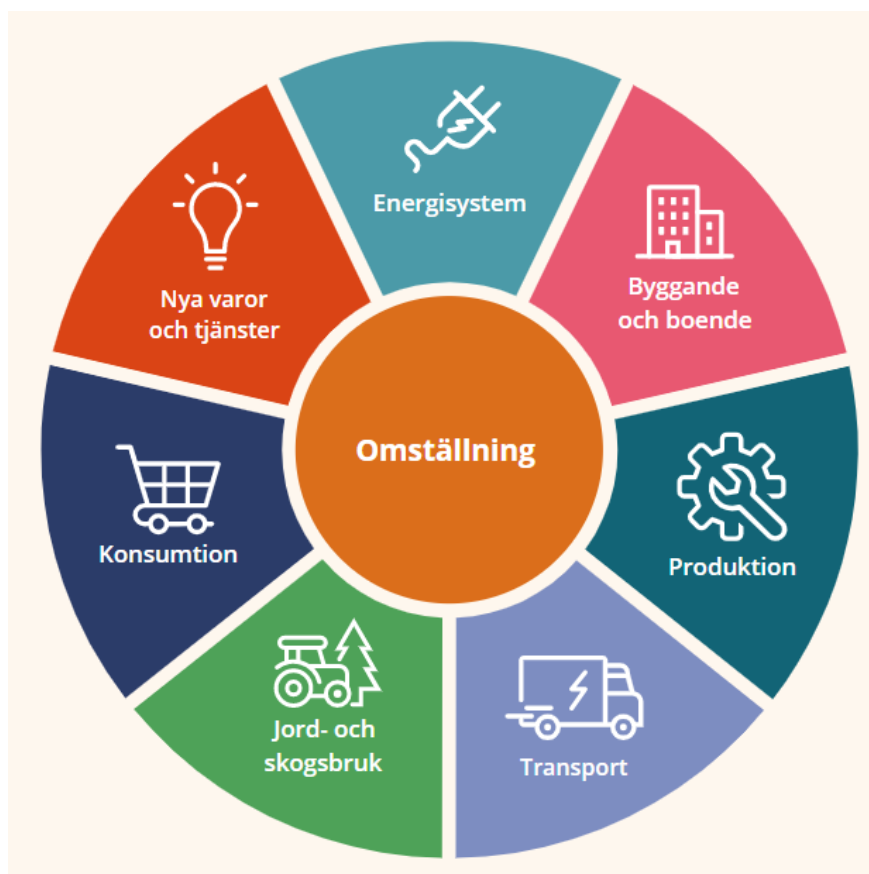 Energisystem
Byggande
och boende
Produktion
Transport
Jord- och
skogsbruk
Konsumtion
Nya varor
och tjänster
Omställning